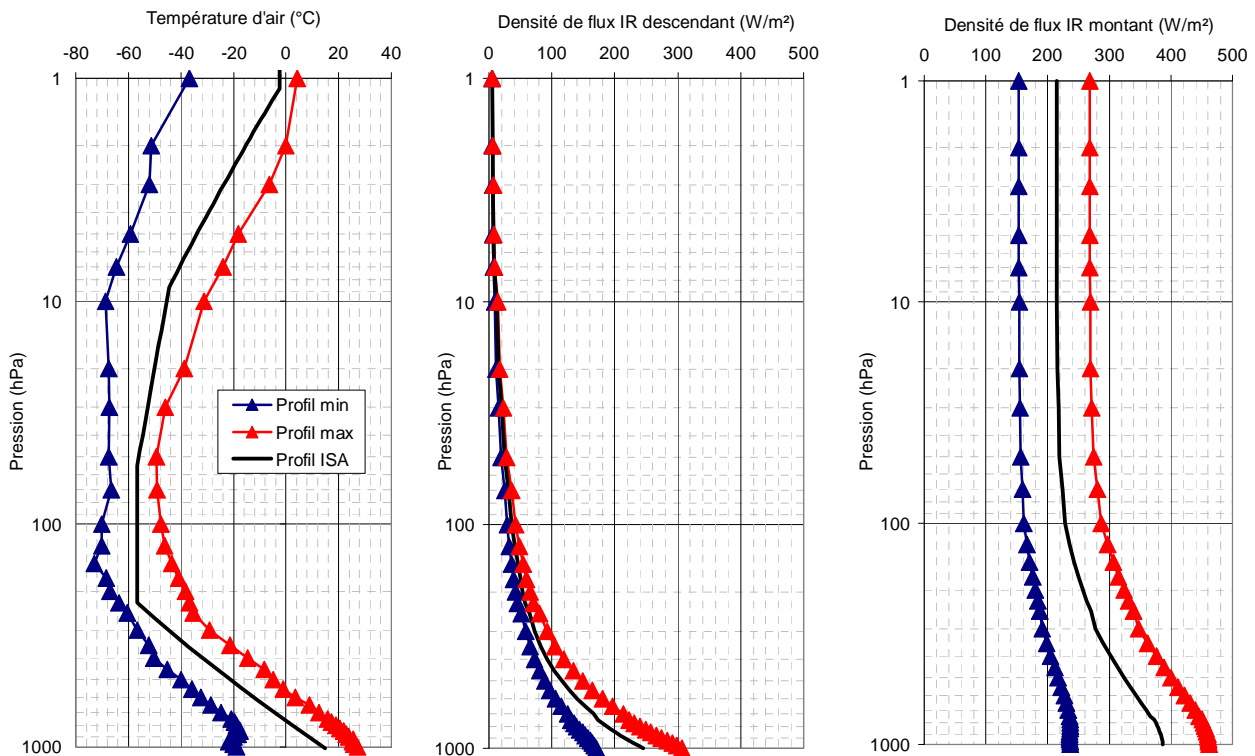 Température d'air (°C)
-80 -60 -40 -20 0 20 40
1
10
100
1000
Pression (hPa)
Profil min
Profil max
Profil ISA
Densité de flux IR descendant (W/m²)
0 100 200 300 400 500
1
10
100
1000
Pression (hPa)
Densité de flux IR montant (W/m²)
0 100 200 300 400 500
1
10
100
1000
Pression (hPa)